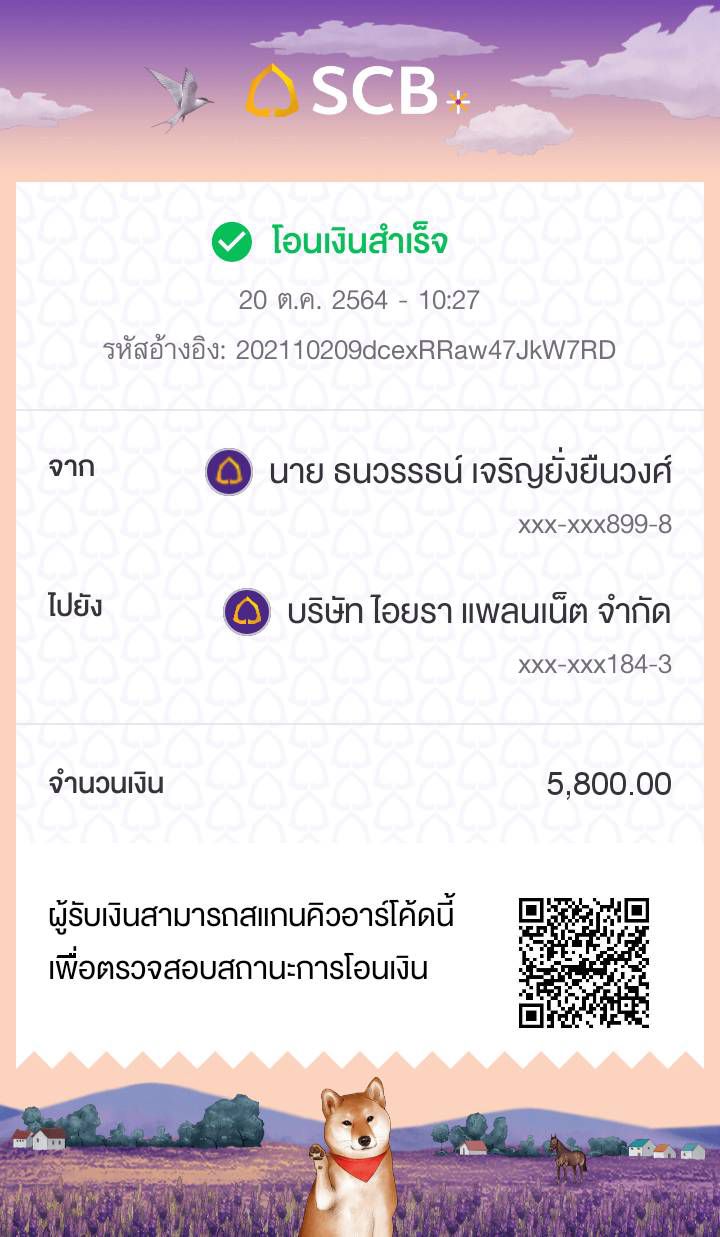 SCB
โอนเงินสำเร็จ
20 ต.ค. 2564 - 10:27
รหัสอ้างอิง: 202110209dcexRRaw47JkW7RD
จาก
นาย ธนวรรธน์ เจริญยั่งยืนวงศ์
xxx-xxx899-8
ไปยัง
บริษัท ไอยรา แพลนเน็ต จำกัด
xxx-xxx184-3
จำนวนเงิน 5,800.00
ผู้รับเงินสามารถสแกนคิวอาร์โค้ดนี้
เพื่อตรวจสอบสถานะการโอนเงิน